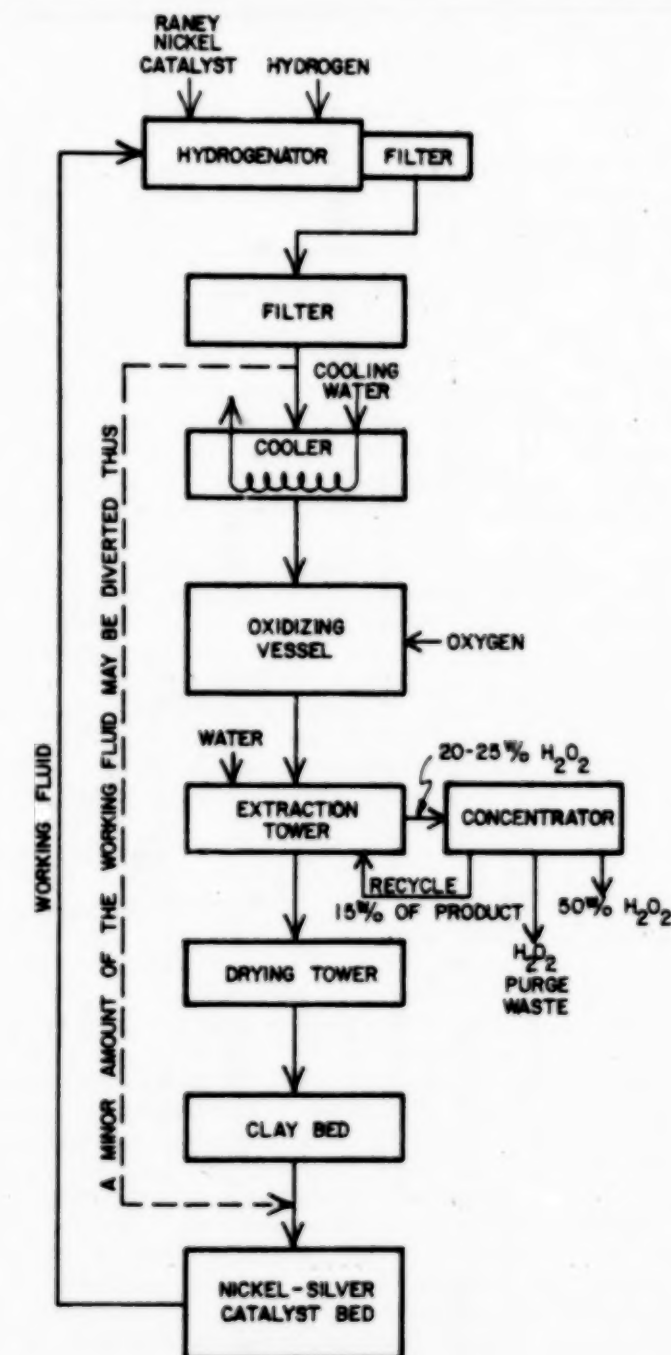 RANEY
NICKEL
CATALYST
HYDROGEN
HYDROGENATOR
FILTER
FILTER
COOLING
WATER
COOLER
OXIDIZING
VESSEL
OXYGEN
WATER
20-25 W% H2O2
EXTRACTION
TOWER
CONCENTRATOR
RECYCLE
15 W% OF PRODUCT
50 W% H2O2
H2O2
PURGE
WASTE
DRYING TOWER
CLAY BED
NICKEL-SILVER
CATALYST BED
WORKING FLUID
A MINOR AMOUNT OF THE WORKING FLUID MAY BE DIVERTED THUS